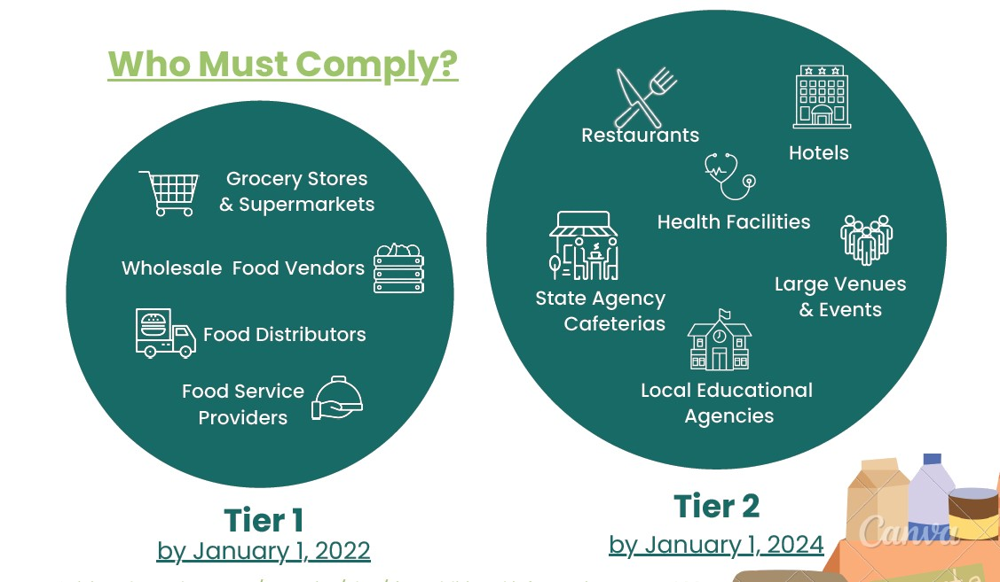 Who Must Comply?
Grocery Stores
& Supermarkets
Wholesale Food Vendors
Food Distributors
Food Service
Providers
Tier 1
by January 1, 2022
Restaurants
Hotels
Health Facilities
State Agency
Cafeterias
Large Venues
& Events
Local Educational
Agencies
Tier 2
by January 1, 2024
Canva